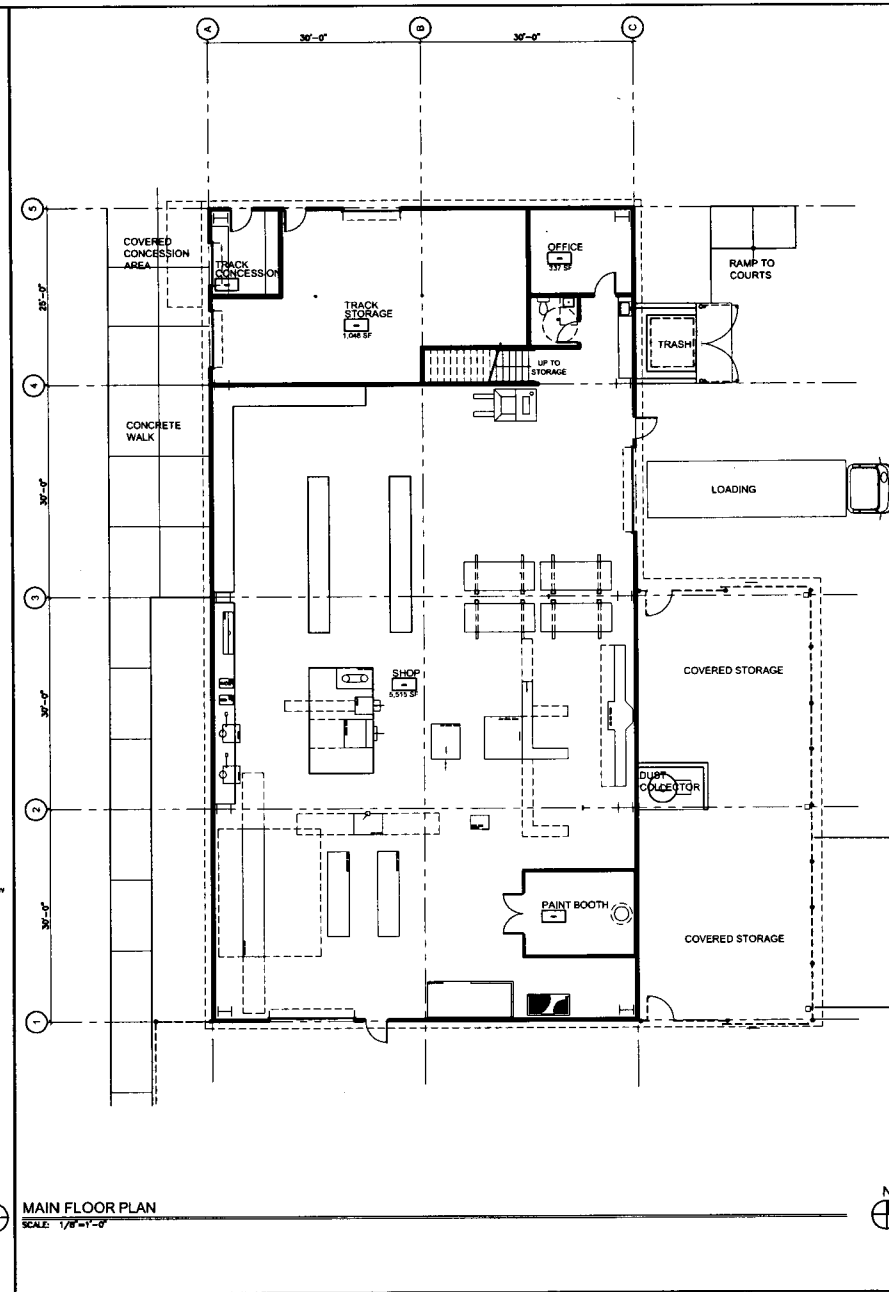 A
B
C
30'-0"
30'-0"
5
COVERED
CONCESSION
AREA
TRACK
CONCESSION
OFFICE
337 SF
RAMP TO
COURTS
25'-0"
TRACK
STORAGE
1,048 SF
TRASH
UP TO
STORAGE
4
CONCRETE
WALK
30'-0"
LOADING
3
SHOP
5,515 SF
COVERED STORAGE
30'-0"
DUST
COLLECTOR
2
PAINT BOOTH
30'-0"
COVERED STORAGE
1
N
MAIN FLOOR PLAN
SCALE: 1/8"=1'-0"